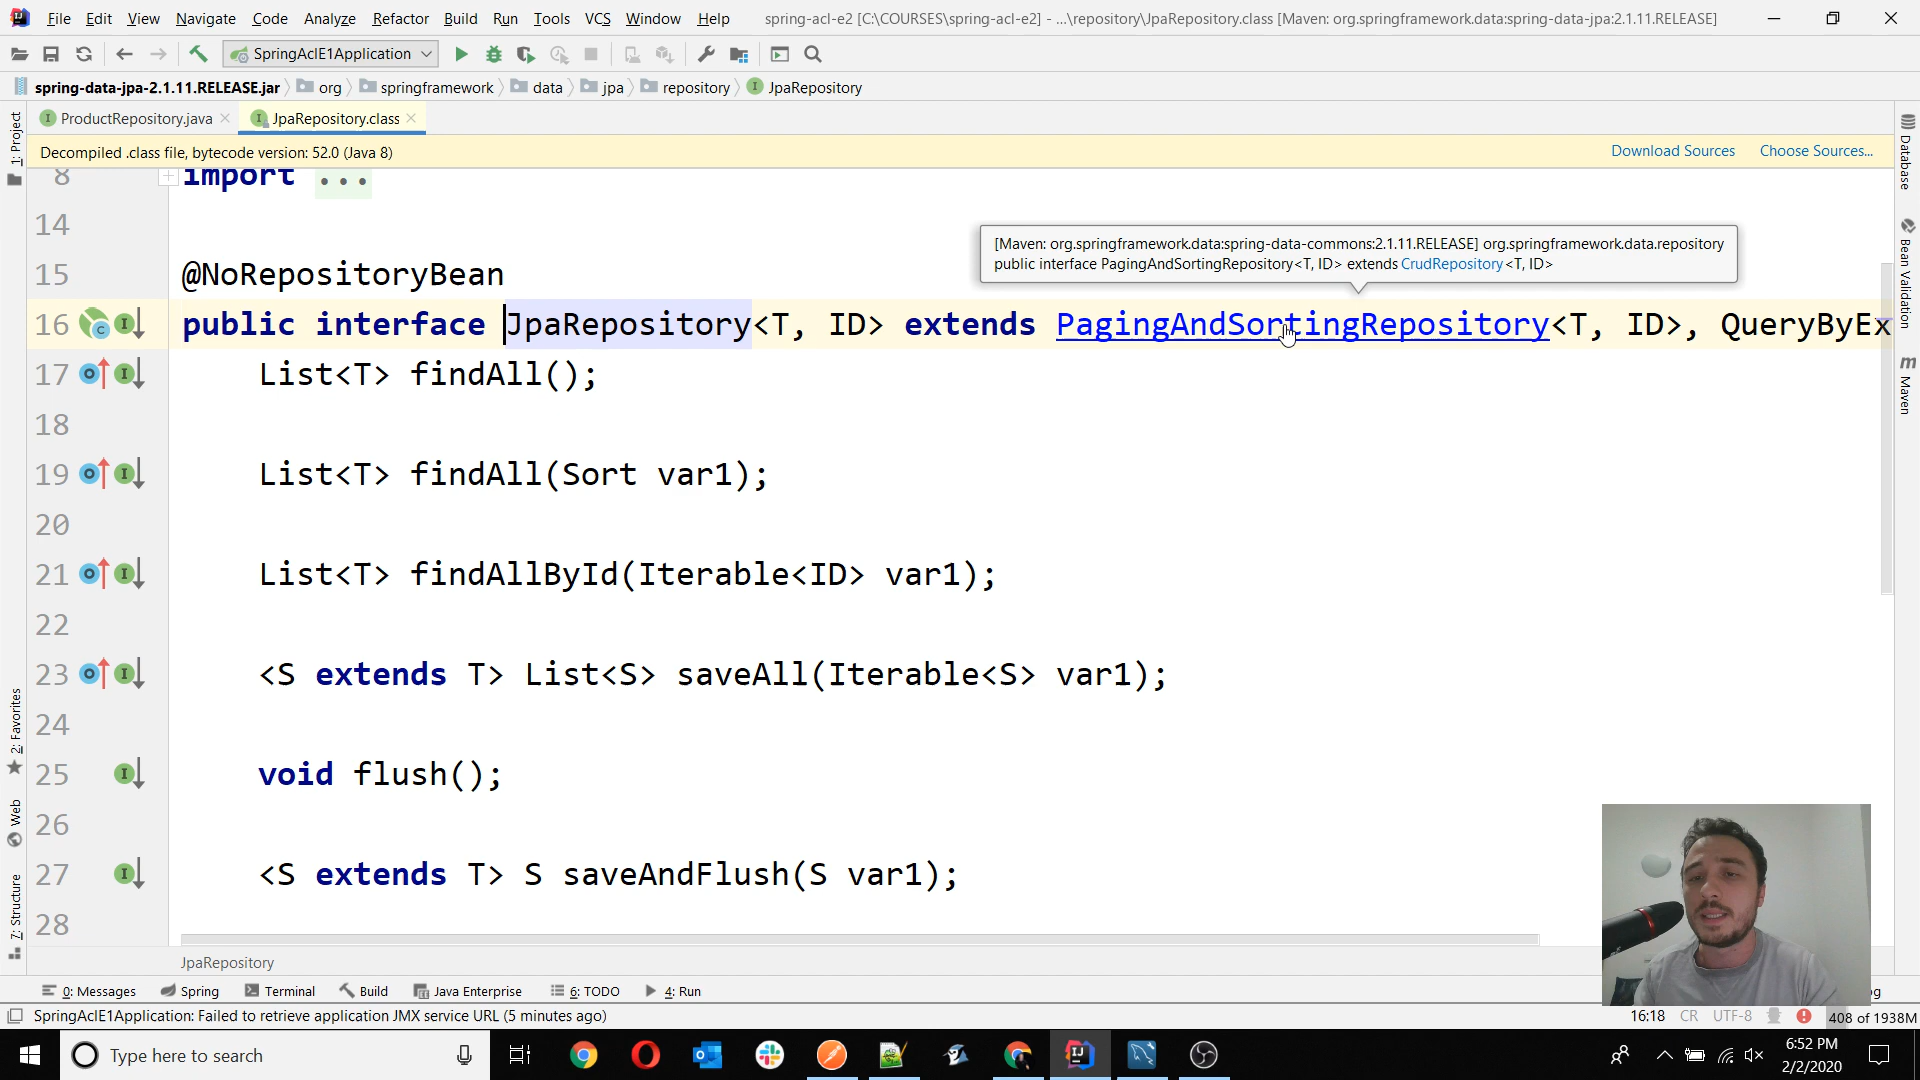 File Edit View Navigate Code Analyze Refactor Build Run Tools VCS Window Help spring-acl-e2 [C:\COURSES\spring-acl-e2] - ...\repository\JpaRepository.class [Maven: org.springframework.data:spring-data-jpa:2.1.11.RELEASE]
SpringAclE1Application
spring-data-jpa-2.1.11.RELEASE.jar org springframework data jpa repository JpaRepository
ProductRepository.java JpaRepository.class
Decompiled .class file, bytecode version: 52.0 (Java 8) Download Sources Choose Sources...
8 import ...
14
[Maven: org.springframework.data:spring-data-commons:2.1.11.RELEASE] org.springframework.data.repository
public interface PagingAndSortingRepository<T, ID> extends CrudRepository<T, ID>
15 @NoRepositoryBean
16 public interface JpaRepository<T, ID> extends PagingAndSortingRepository<T, ID>, QueryByEx
17 List<T> findAll();
18
19 List<T> findAll(Sort var1);
20
21 List<T> findAllById(Iterable<ID> var1);
22
23 <S extends T> List<S> saveAll(Iterable<S> var1);
24
25 void flush();
26
27 <S extends T> S saveAndFlush(S var1);
28
JpaRepository
1: Project
2: Favorites
Web
7: Structure
Database
Bean Validation
Maven
0: Messages Spring Terminal Build Java Enterprise 6: TODO 4: Run
SpringAclE1Application: Failed to retrieve application JMX service URL (5 minutes ago) 16:18 CR UTF-8 408 of 1938M
Type here to search
6:52 PM
2/2/2020